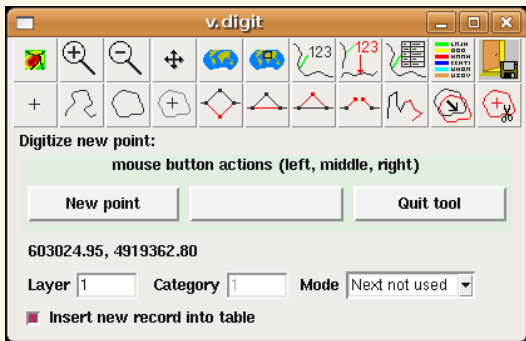 v.digit
123
123
Digitize new point:
mouse button actions (left, middle, right)
New point
Quit tool
603024.95, 4919362.80
Layer 1 Category 1 Mode Next not used
Insert new record into table